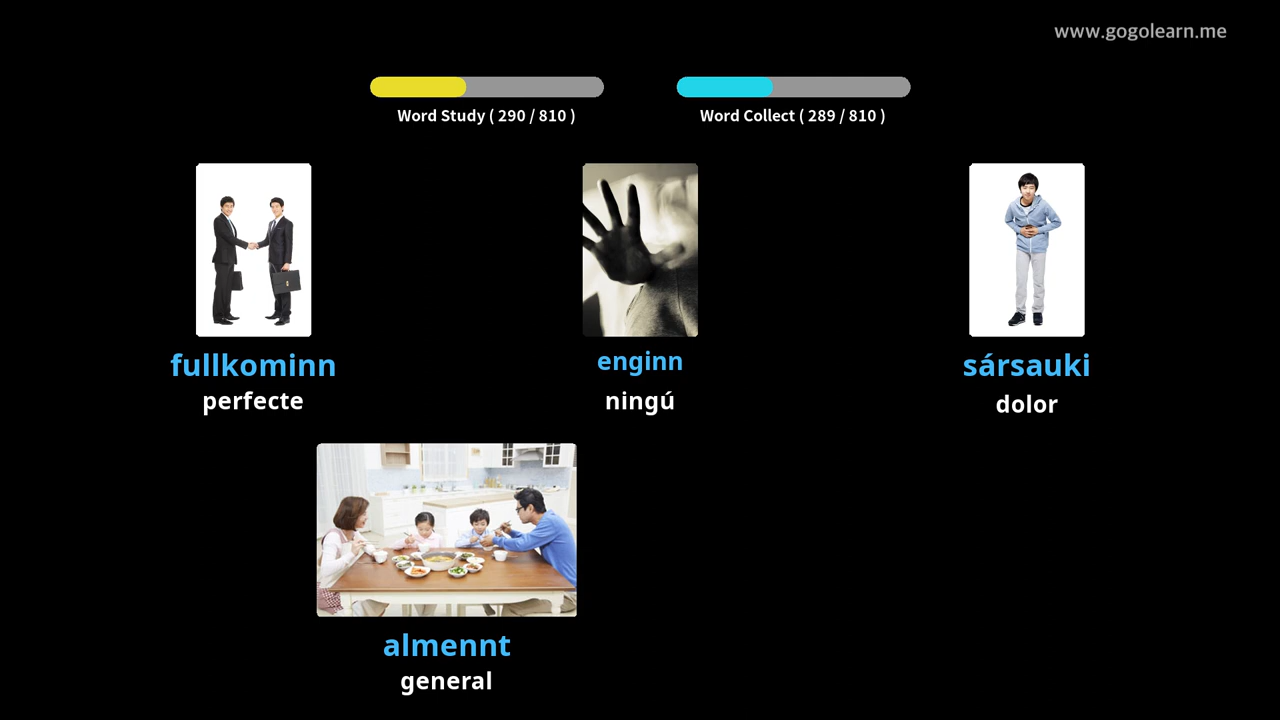 www.gogolearn.me
Word Study ( 290 / 810 )
Word Collect ( 289 / 810 )
fullkominn
perfecte
enginn
ningú
sársauki
dolor
almennt
general